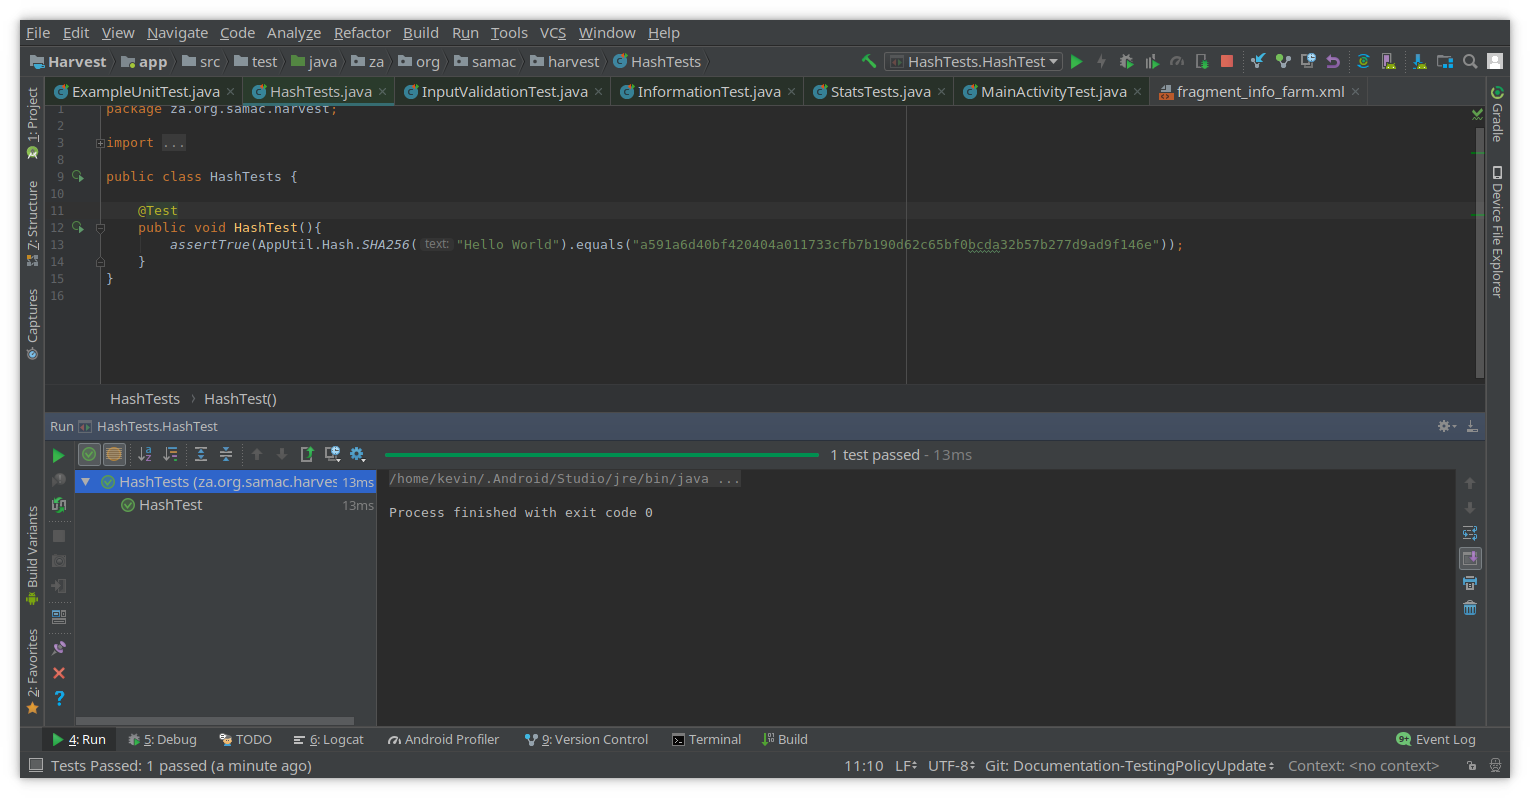 File Edit View Navigate Code Analyze Refactor Build Run Tools VCS Window Help
Harvest app src test java za org samac harvest HashTests HashTests.HashTest
1: Project
7: Structure
Captures
Build Variants
2: Favorites
ExampleUnitTest.java HashTests.java InputValidationTest.java InformationTest.java StatsTests.java MainActivityTest.java fragment_info_farm.xml
1 package za.org.samac.harvest;
2
3 import ...
8
9 public class HashTests {
10
11 @Test
12 public void HashTest(){
13 assertTrue(AppUtil.Hash.SHA256( text: "Hello World").equals("a591a6d40bf420404a011733cfb7b190d62c65bf0bcda32b57b277d9ad9f146e"));
14 }
15 }
16
Gradle
Device File Explorer
HashTests HashTest()
Run HashTests.HashTest
1 test passed - 13ms
HashTests (za.org.samac.harves 13ms
HashTest 13ms
/home/kevin/.Android/Studio/jre/bin/java ...
Process finished with exit code 0
4: Run 5: Debug TODO 6: Logcat Android Profiler 9: Version Control Terminal Build 9+ Event Log
Tests Passed: 1 passed (a minute ago) 11:10 LF UTF-8 Git: Documentation-TestingPolicyUpdate Context: <no context>